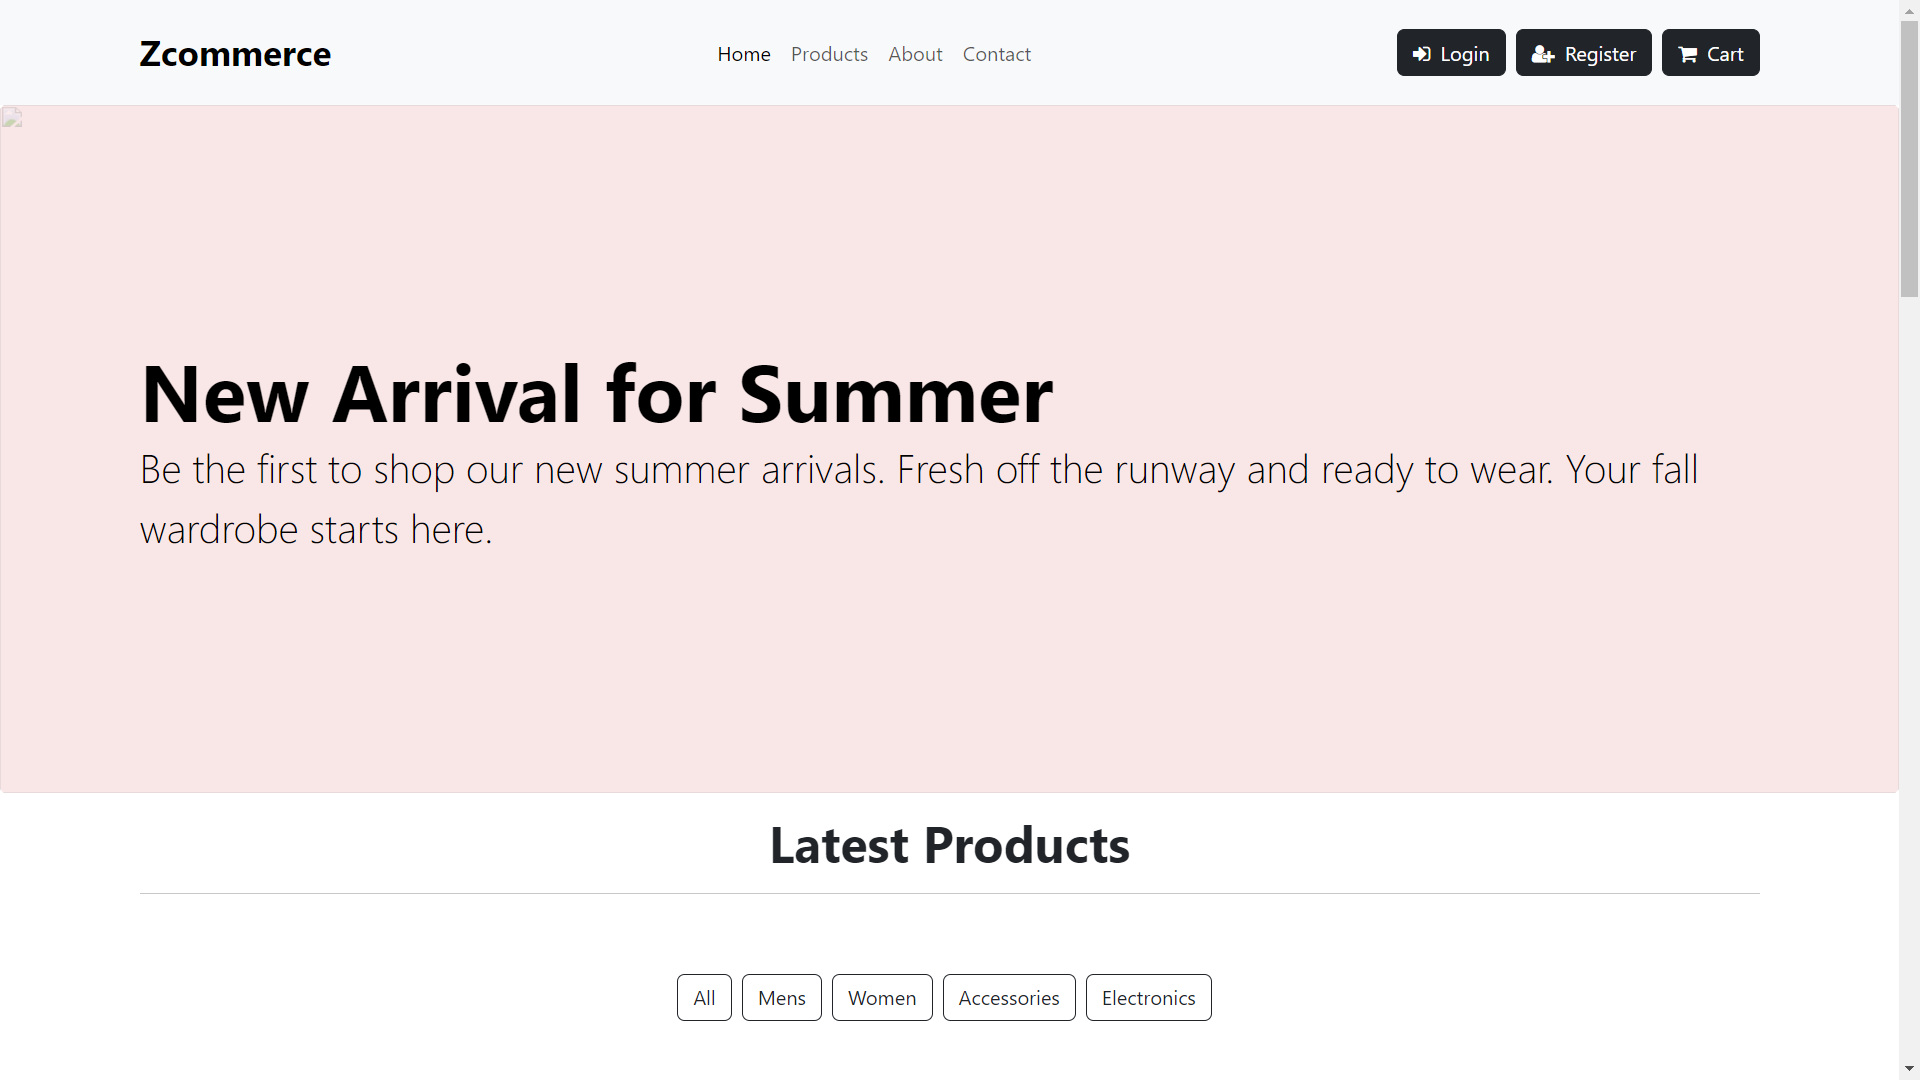 Zcommerce
Home Products About Contact
Login Register Cart
New Arrival for Summer
Be the first to shop our new summer arrivals. Fresh off the runway and ready to wear. Your fall
wardrobe starts here.
Latest Products
All Mens Women Accessories Electronics